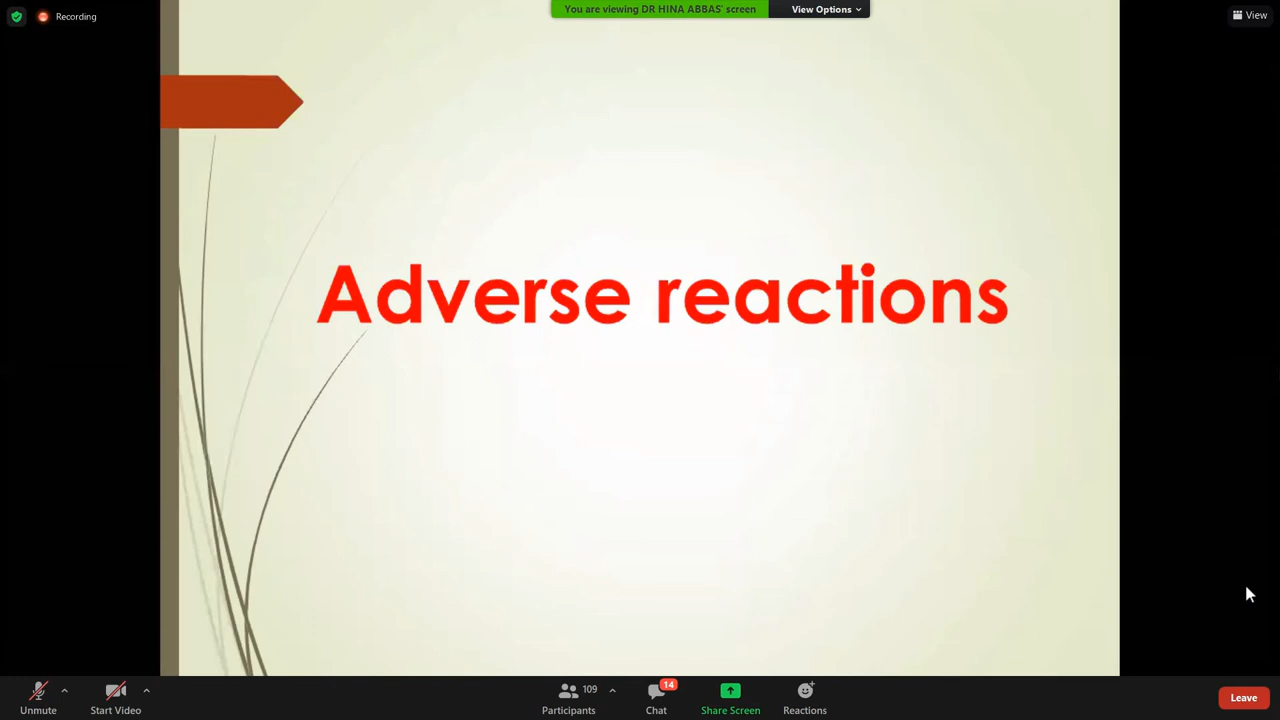 Recording
You are viewing DR HINA ABBAS' screen
View Options
View
Adverse reactions
Unmute
Start Video
109
Participants
14
Chat
Share Screen
Reactions
Leave